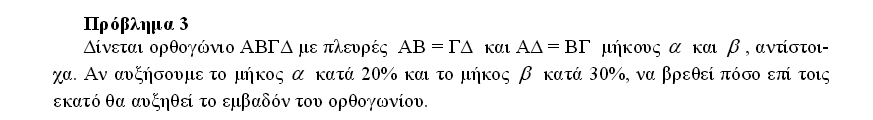 Πρόβλημα 3
Δίνεται ορθογώνιο ΑΒΓΔ με πλευρές ΑΒ = ΓΔ και ΑΔ = ΒΓ μήκους α και β , αντίστοι-
χα. Αν αυξήσουμε το μήκος α κατά 20% και το μήκος β κατά 30%, να βρεθεί πόσο επί τοις
εκατό θα αυξηθεί το εμβαδόν του ορθογωνίου.